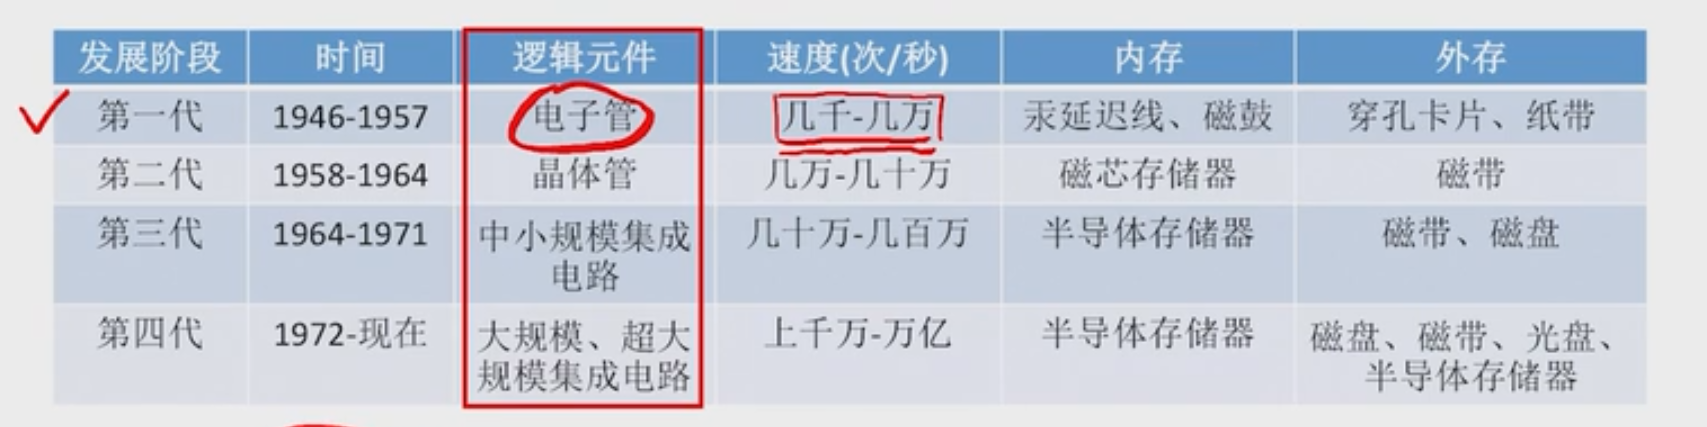 发展阶段 时间 逻辑元件 速度(次/秒) 内存 外存
第一代 1946-1957 电子管 几千-几万 汞延迟线、磁鼓 穿孔卡片、纸带
第二代 1958-1964 晶体管 几万-几十万 磁芯存储器 磁带
第三代 1964-1971 中小规模集成 几十万-几百万 半导体存储器 磁带、磁盘
电路
第四代 1972-现在 大规模、超大 上千万-万亿 半导体存储器 磁盘、磁带、光盘、
规模集成电路 半导体存储器